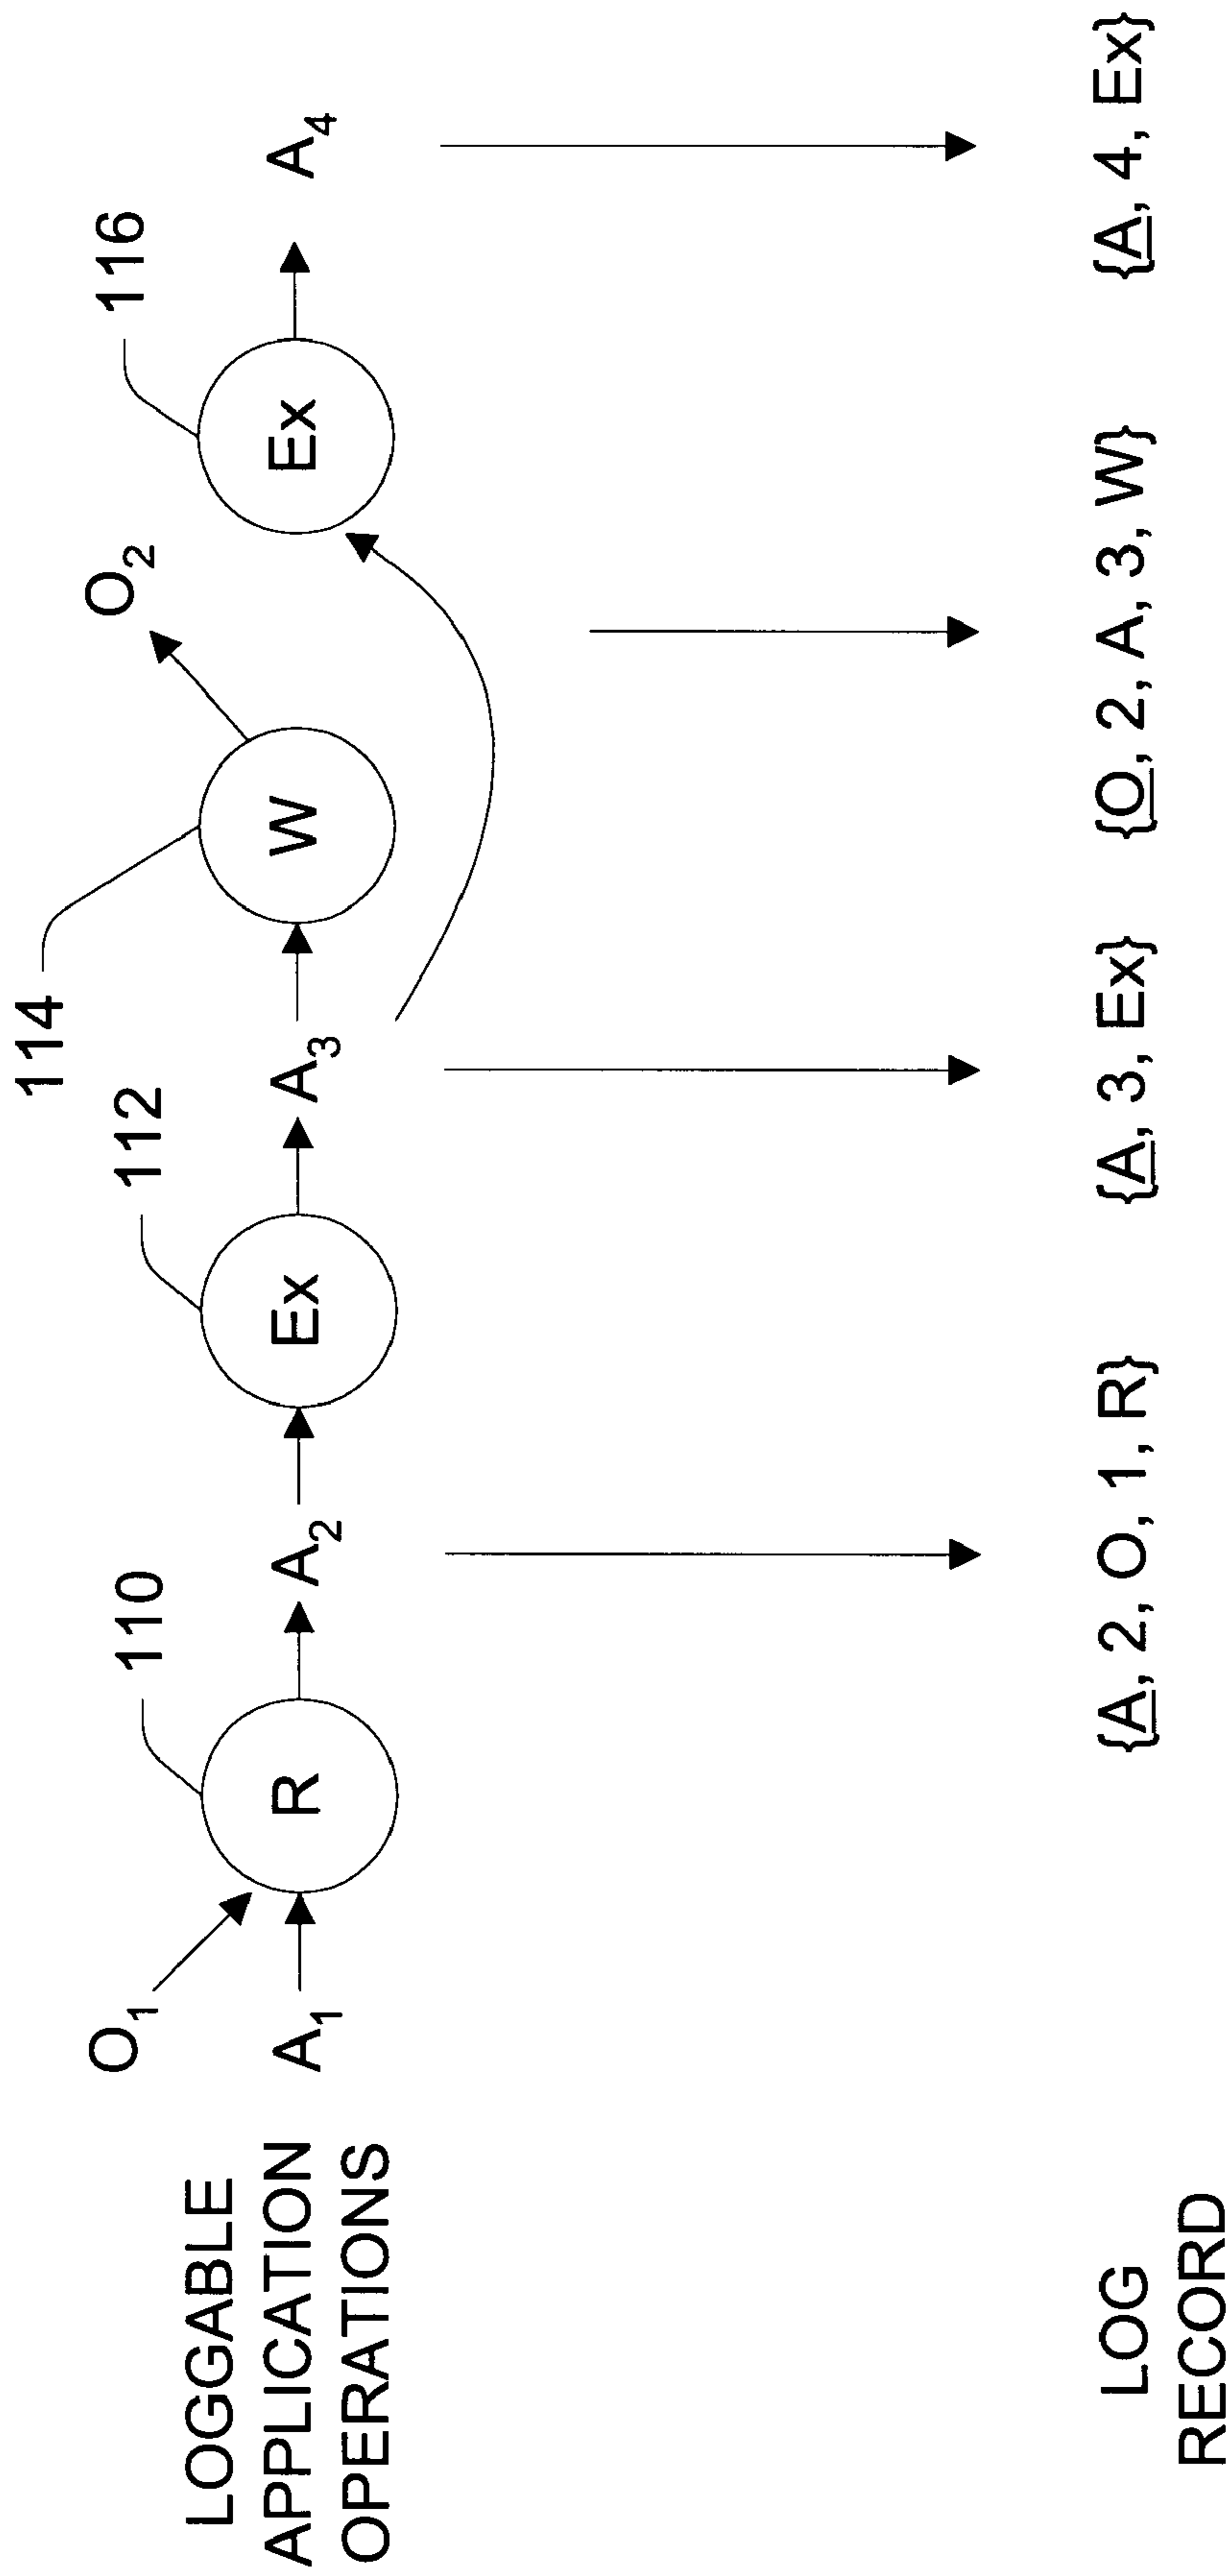 114
112
116
110
O2
O1
LOGGABLE
APPLICATION
OPERATIONS
A1
R
A2
Ex
A3
W
Ex
A4
LOG
RECORD
{A, 2, O, 1, R}
{A, 3, Ex}
{O, 2, A, 3, W}
{A, 4, Ex}